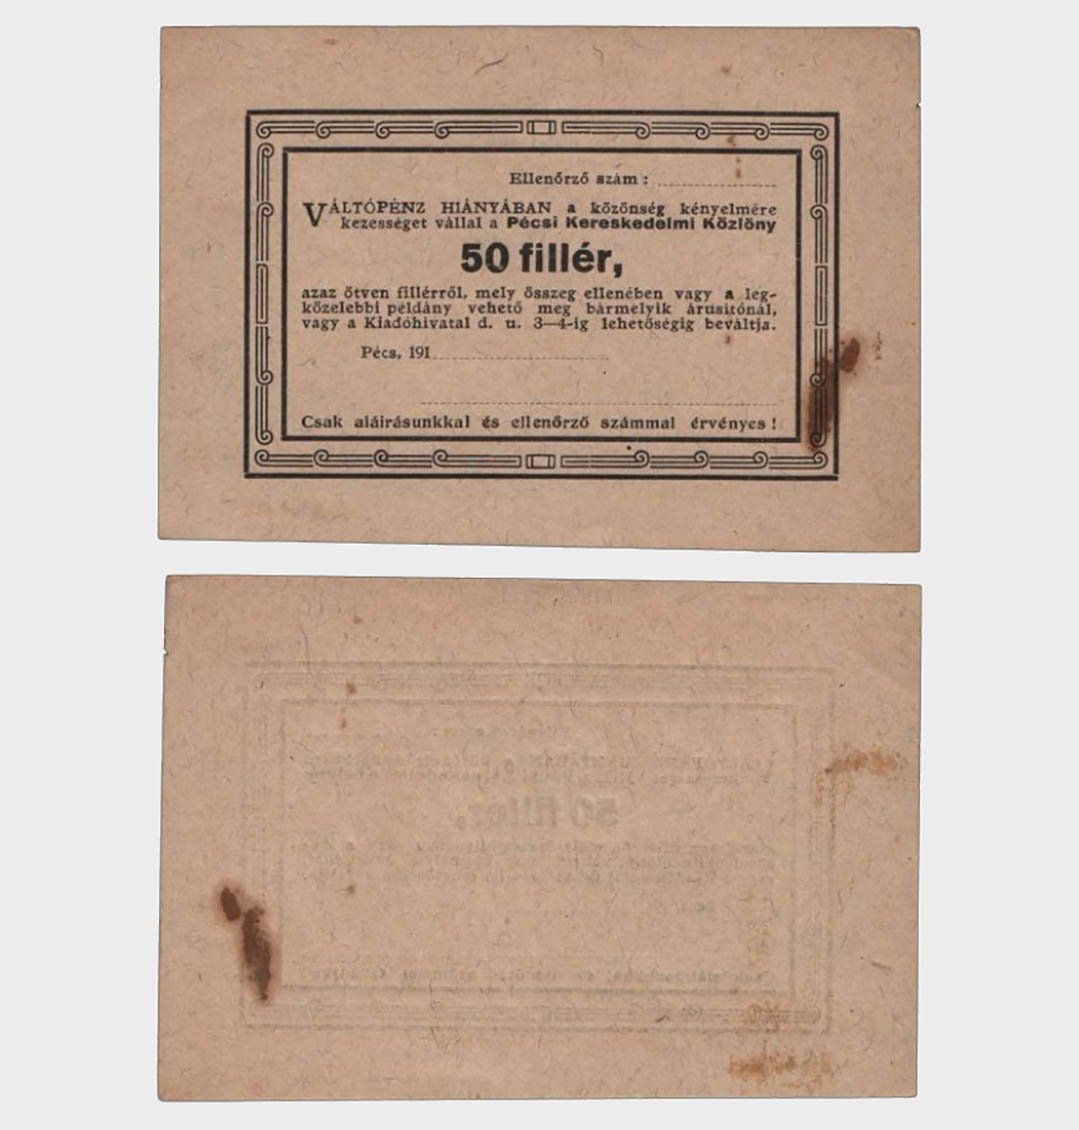 Ellenőrző szám :
VÁLTÓPÉNZ HIÁNYÁBAN a közönség kényelmére
kezességet vállal a Pécsi Kereskedelmi Közlöny
50 fillér,
azaz ötven fillérről, mely összeg ellenében vagy a leg-
közelebbi példány vehető meg bármelyik árusitónál,
vagy a Kiadóhivatal d. u. 3—4-ig lehetőségig beváltja.
Pécs, 191
Csak aláirásunkkal és ellenőrző számmal érvényes !